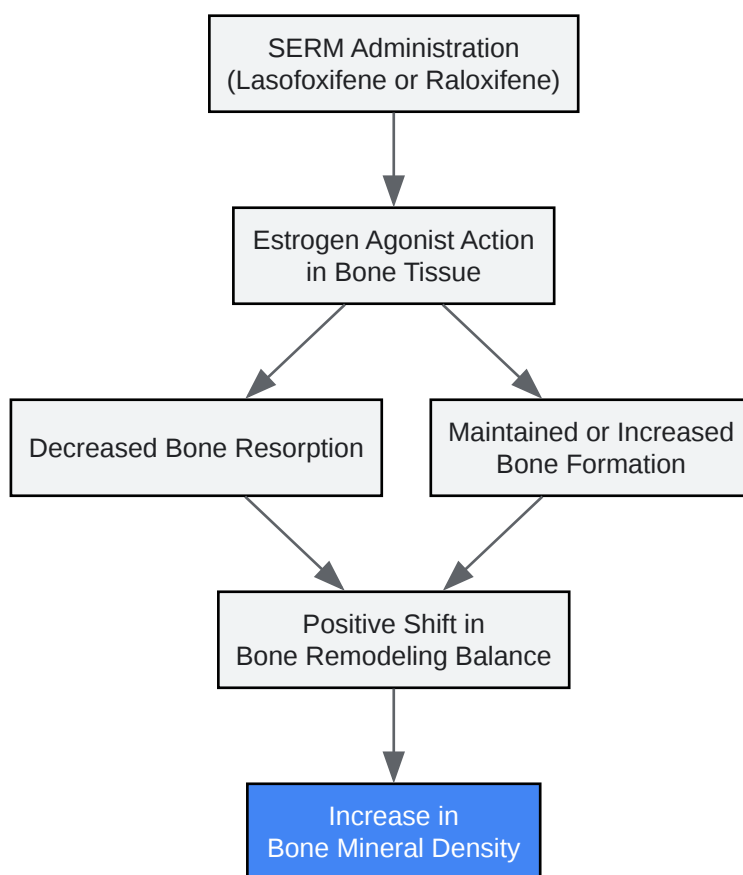 SERM Administration
(Lasofoxifene or Raloxifene)
Estrogen Agonist Action
in Bone Tissue
Decreased Bone Resorption
Maintained or Increased
Bone Formation
Positive Shift in
Bone Remodeling Balance
Increase in
Bone Mineral Density